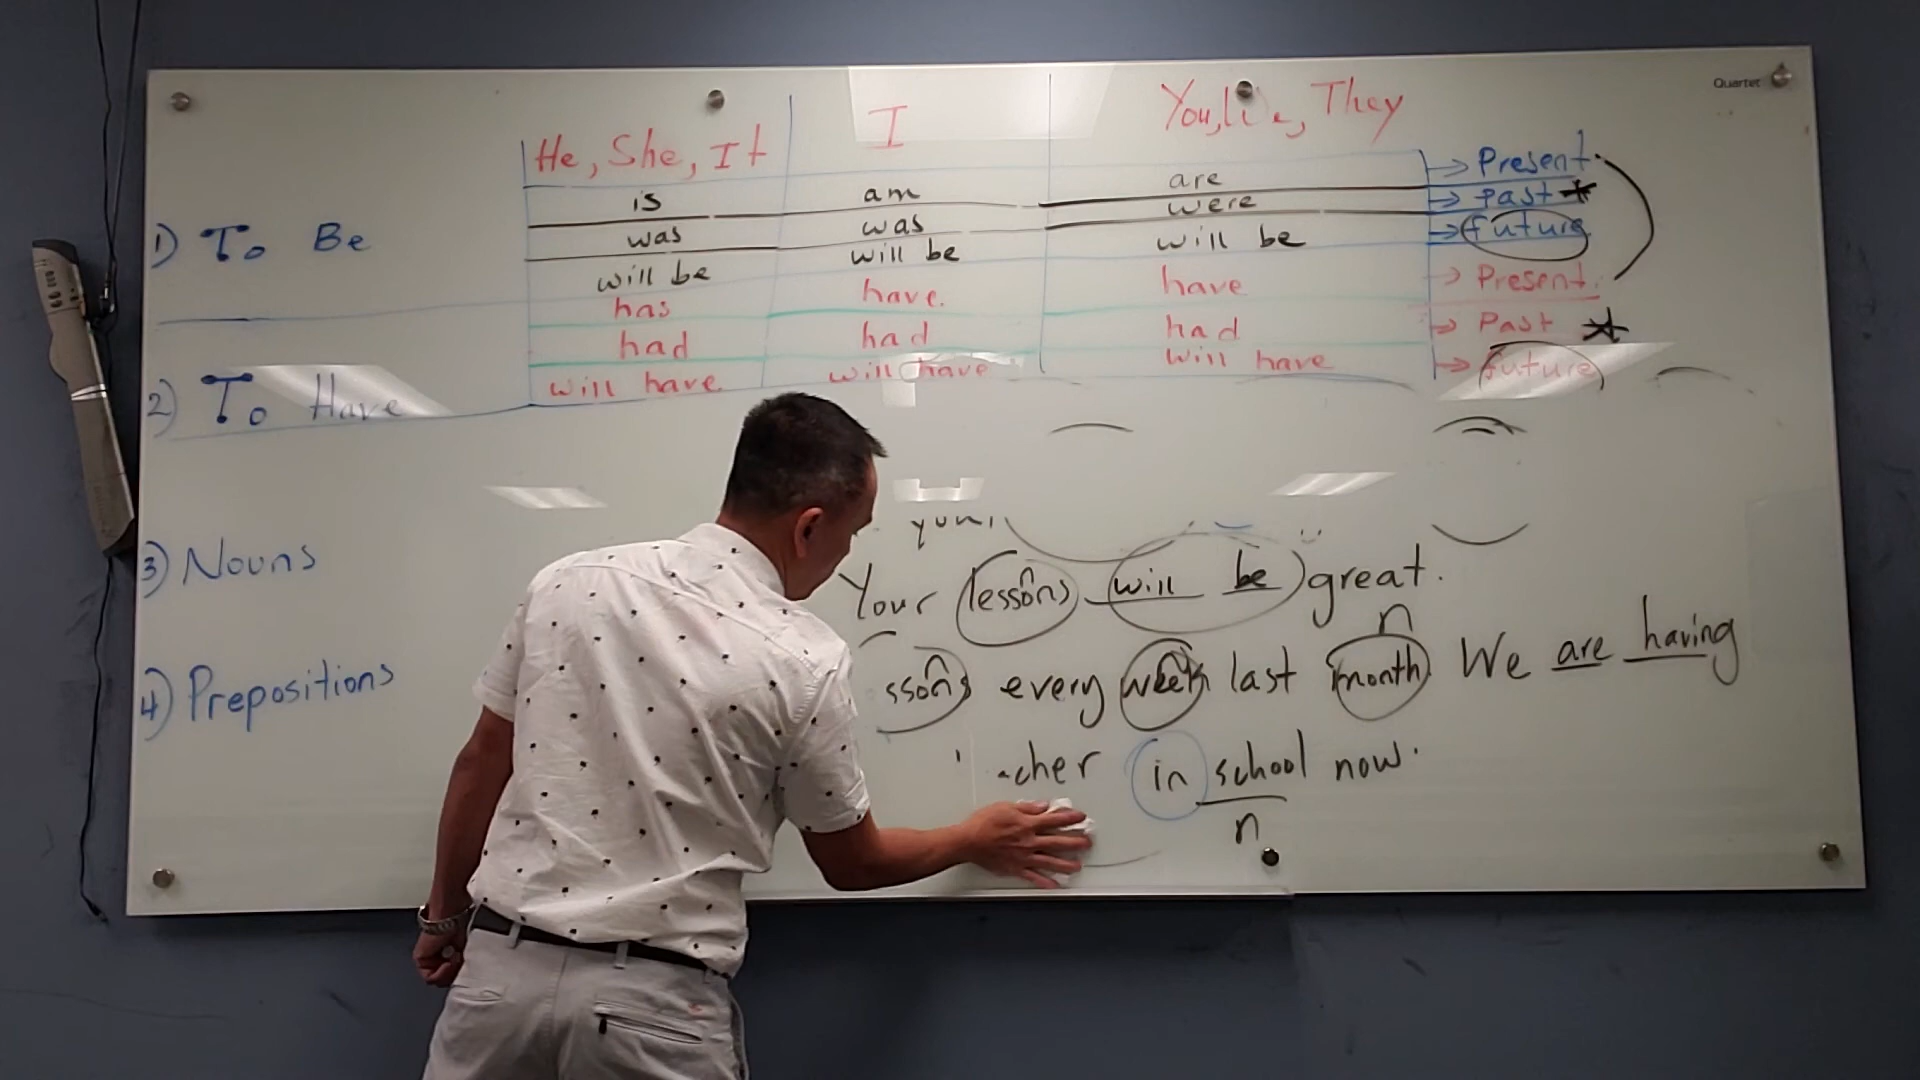 Quartet
He, She, It I You, They
is am are → Present
was was were → past *
1) To Be will be will be will be → future
has have. have → Present.
had had had → Past *
2) To Have will have will have will have → future
3) Nouns
Your lessons will be great.
n
4) Prepositions ssons every week last month We are having
cher in school now.
n